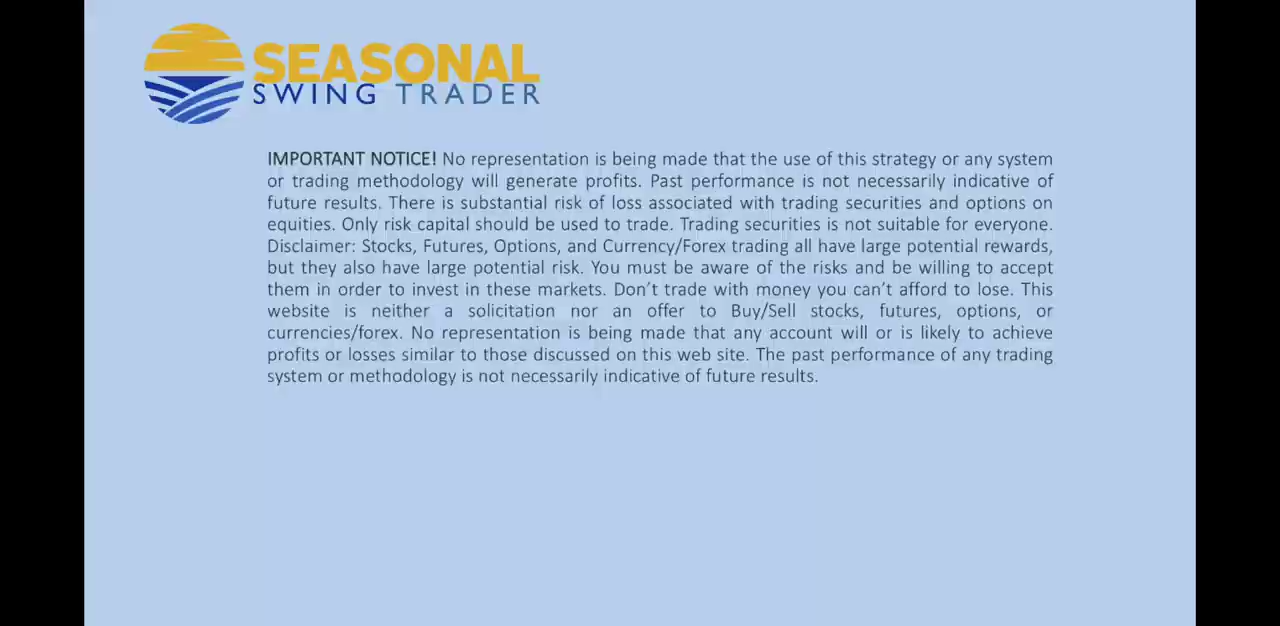 SEASONAL
SWING TRADER
IMPORTANT NOTICE! No representation is being made that the use of this strategy or any system
or trading methodology will generate profits. Past performance is not necessarily indicative of
future results. There is substantial risk of loss associated with trading securities and options on
equities. Only risk capital should be used to trade. Trading securities is not suitable for everyone.
Disclaimer: Stocks, Futures, Options, and Currency/Forex trading all have large potential rewards,
but they also have large potential risk. You must be aware of the risks and be willing to accept
them in order to invest in these markets. Don't trade with money you can't afford to lose. This
website is neither a solicitation nor an offer to Buy/Sell stocks, futures, options, or
currencies/forex. No representation is being made that any account will or is likely to achieve
profits or losses similar to those discussed on this web site. The past performance of any trading
system or methodology is not necessarily indicative of future results.